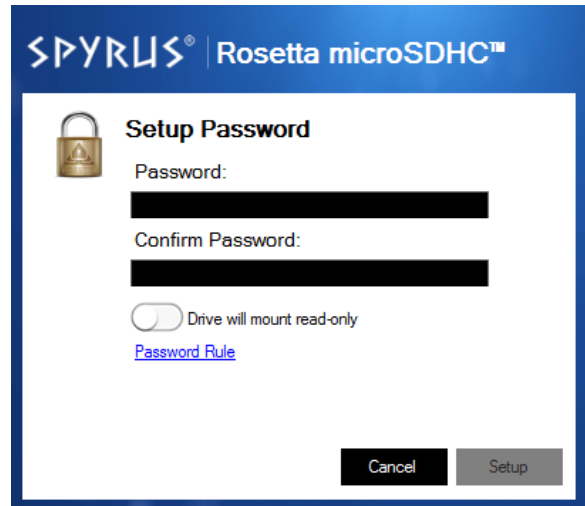 SPYRUS® | Rosetta microSDHC™
Setup Password
Password:
Confirm Password:
Drive will mount read-only
Password Rule
Cancel Setup